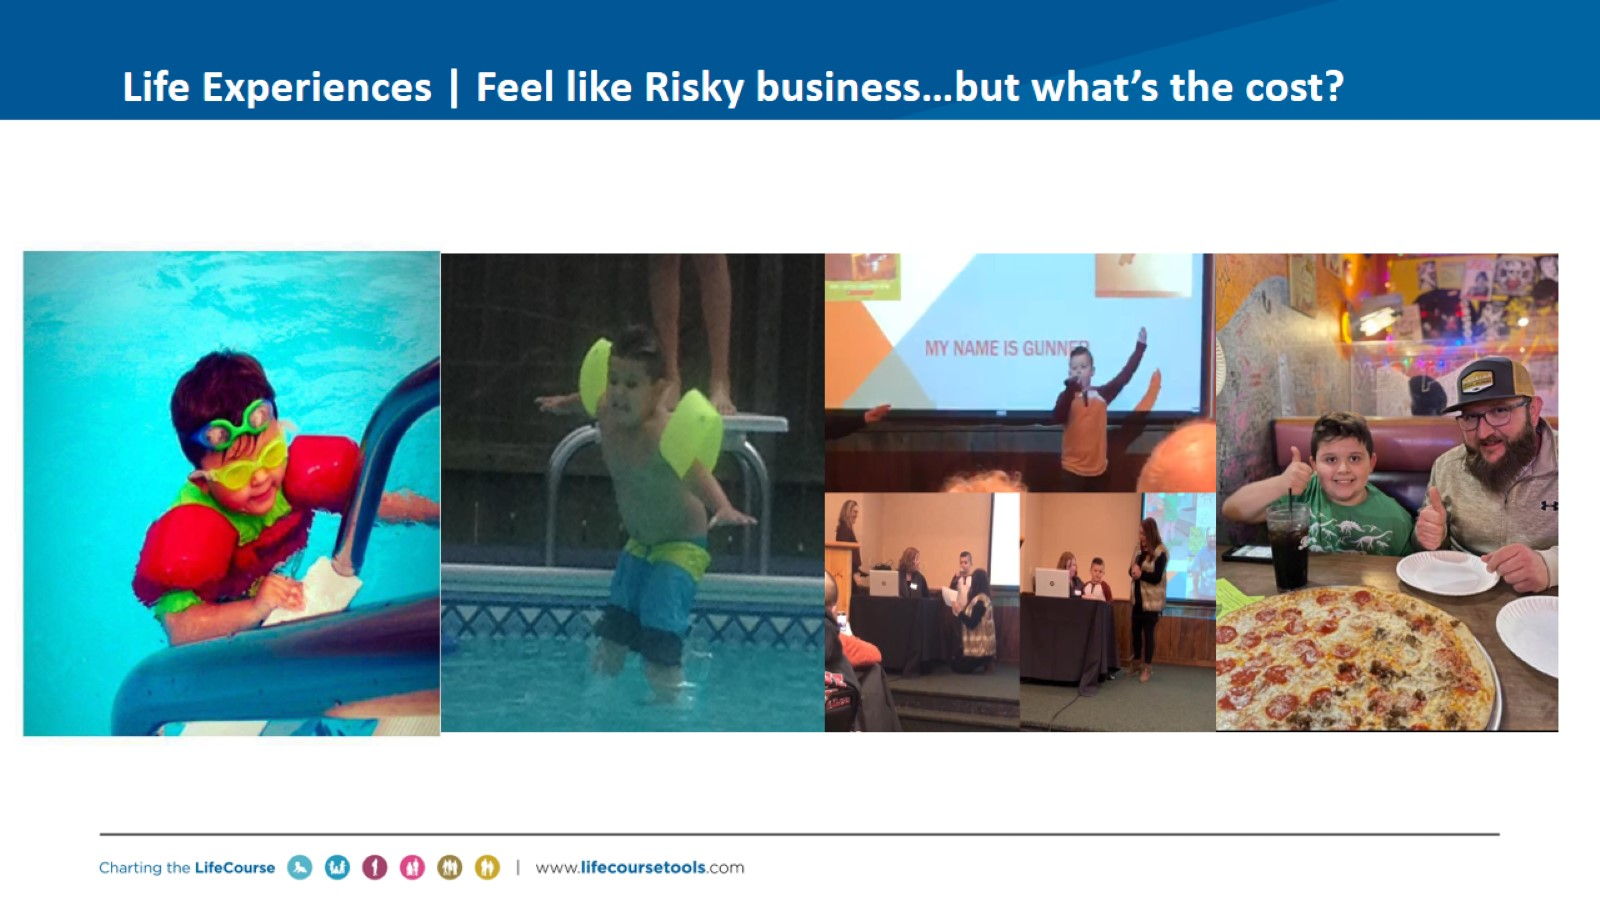 Life Experiences | Feel like Risky business...but what's the cost?
MY NAME IS GUNNER
Charting the LifeCourse | www.lifecoursetools.com